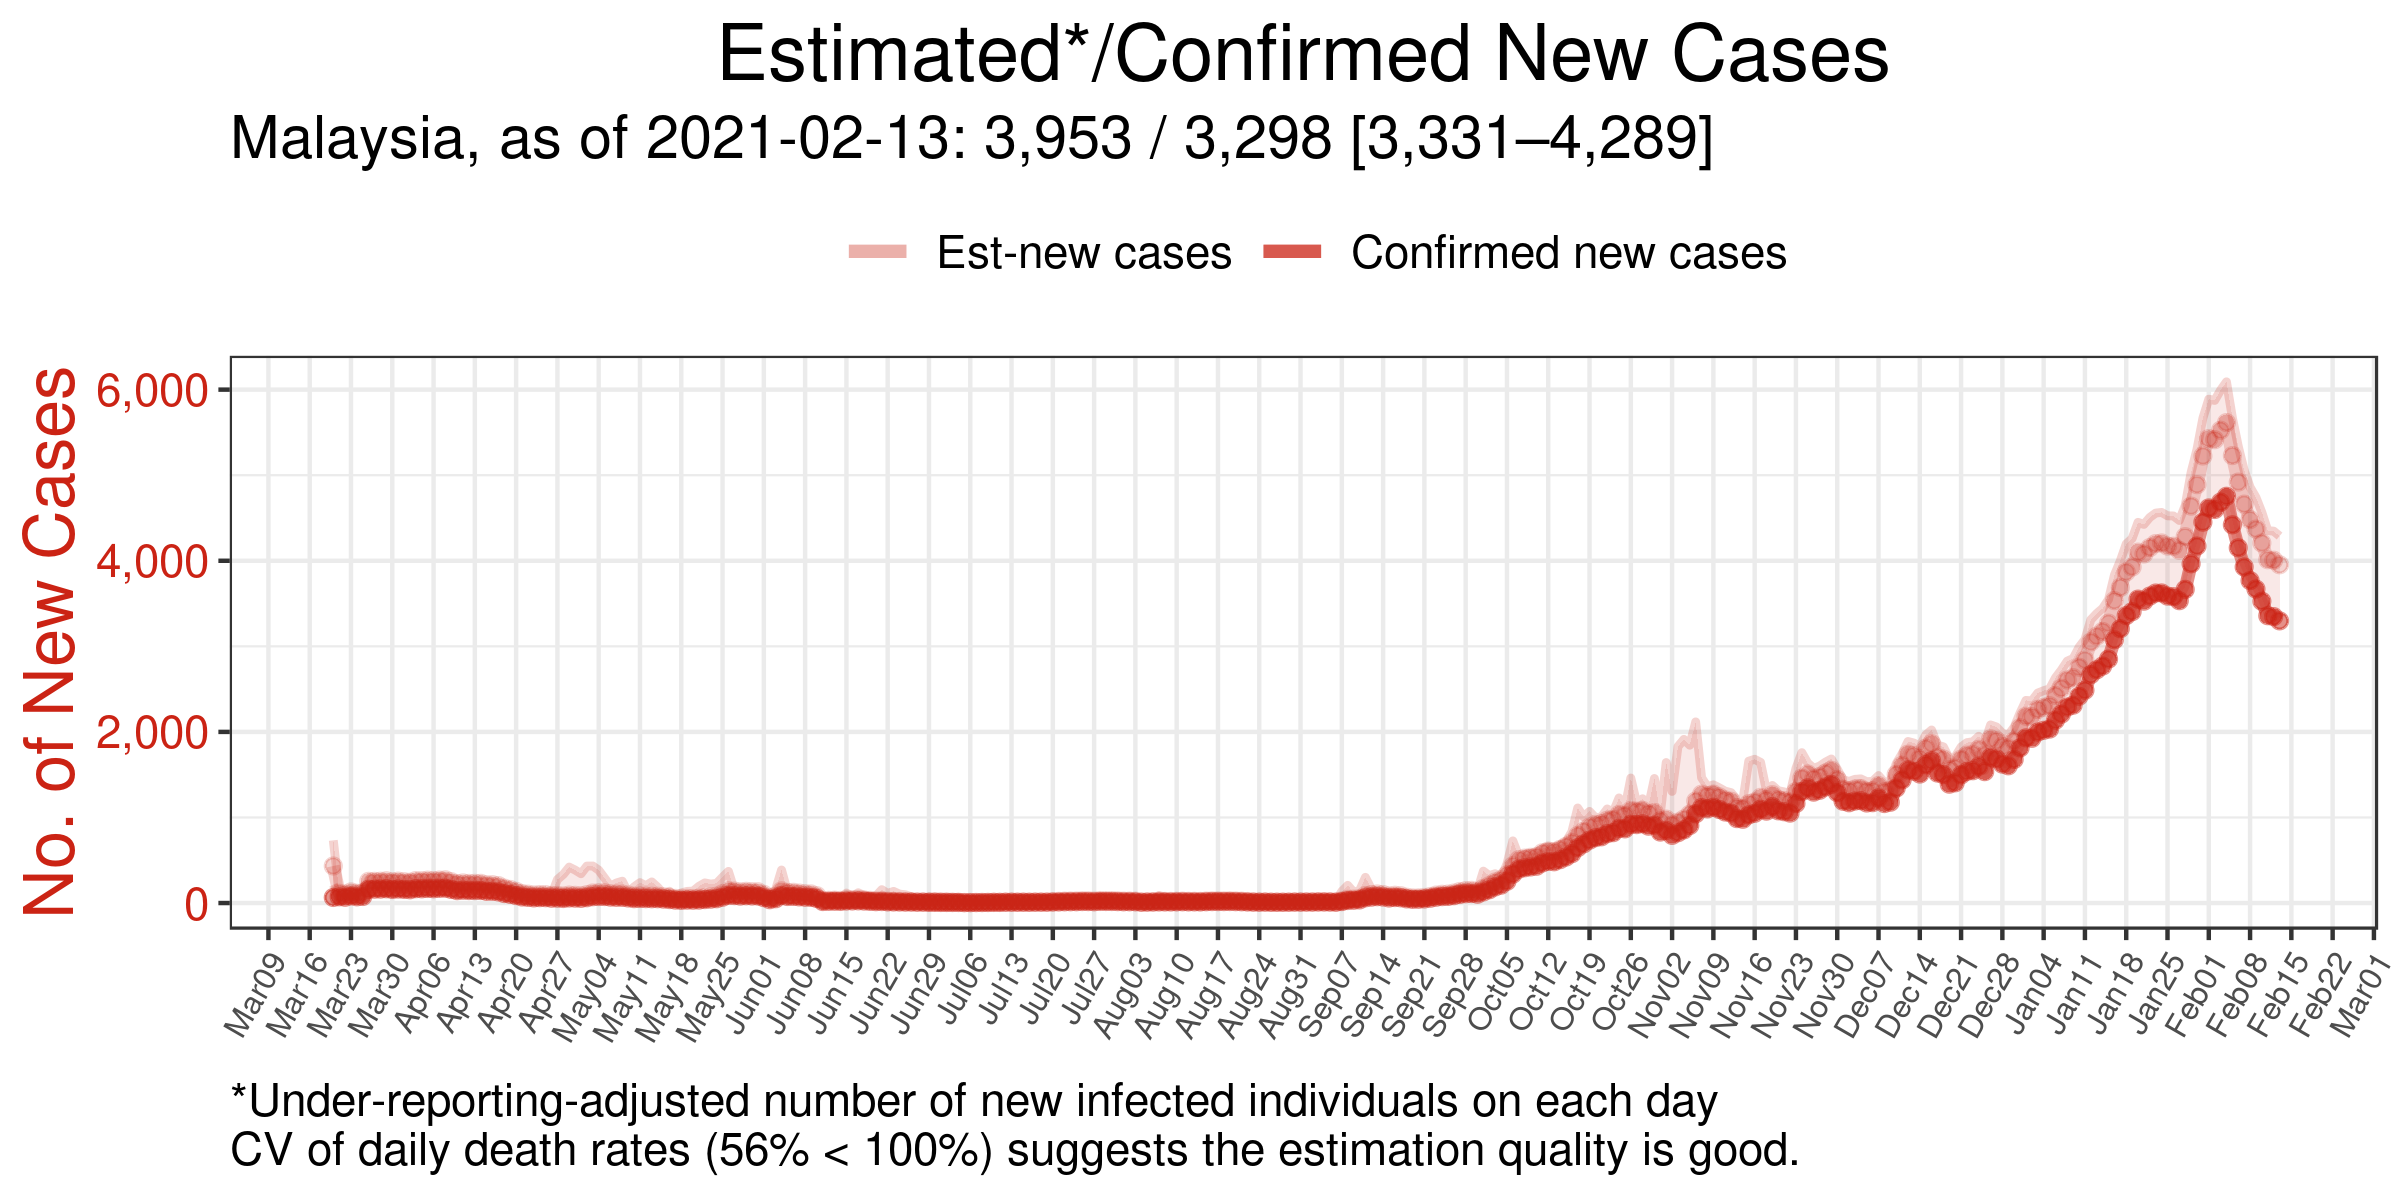 Estimated*/Confirmed New Cases
Malaysia, as of 2021-02-13: 3,953 / 3,298 [3,331–4,289]
Est-new cases Confirmed new cases
No. of New Cases
6,000
4,000
2,000
0
Mar09 Mar16 Mar23 Mar30 Apr06 Apr13 Apr20 Apr27 May04 May11 May18 May25 Jun01 Jun08 Jun15 Jun22 Jun29 Jul06 Jul13 Jul20 Jul27 Aug03 Aug10 Aug17 Aug24 Aug31 Sep07 Sep14 Sep21 Sep28 Oct05 Oct12 Oct19 Oct26 Nov02 Nov09 Nov16 Nov23 Nov30 Dec07 Dec14 Dec21 Dec28 Jan04 Jan11 Jan18 Jan25 Feb01 Feb08 Feb15 Feb22 Mar01
*Under-reporting-adjusted number of new infected individuals on each day
CV of daily death rates (56% < 100%) suggests the estimation quality is good.